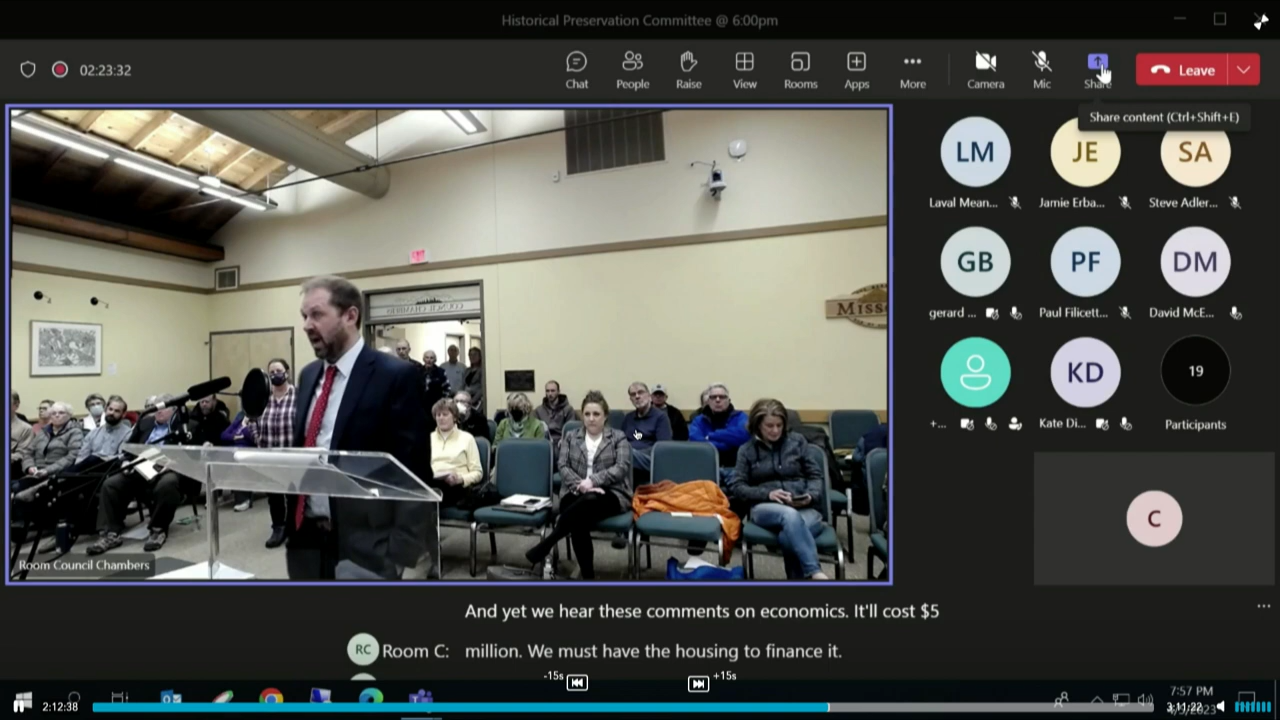 Historical Preservation Committee @ 6:00pm
02:23:32
Chat
People
Raise
View
Rooms
Apps
More
Camera
Mic
Share
Leave
Share content (Ctrl+Shift+E)
LM
JE
SA
Laval Mean...
Jamie Erba...
Steve Adler...
GB
PF
DM
gerard ...
Paul Filicett...
David McE...
KD
19
+...
Kate Di...
Participants
C
Room Council Chambers
And yet we hear these comments on economics. It'll cost $5
RC Room C: million. We must have the housing to finance it.
-15s
+15s
7:57 PM
2:12:38
3:11:22